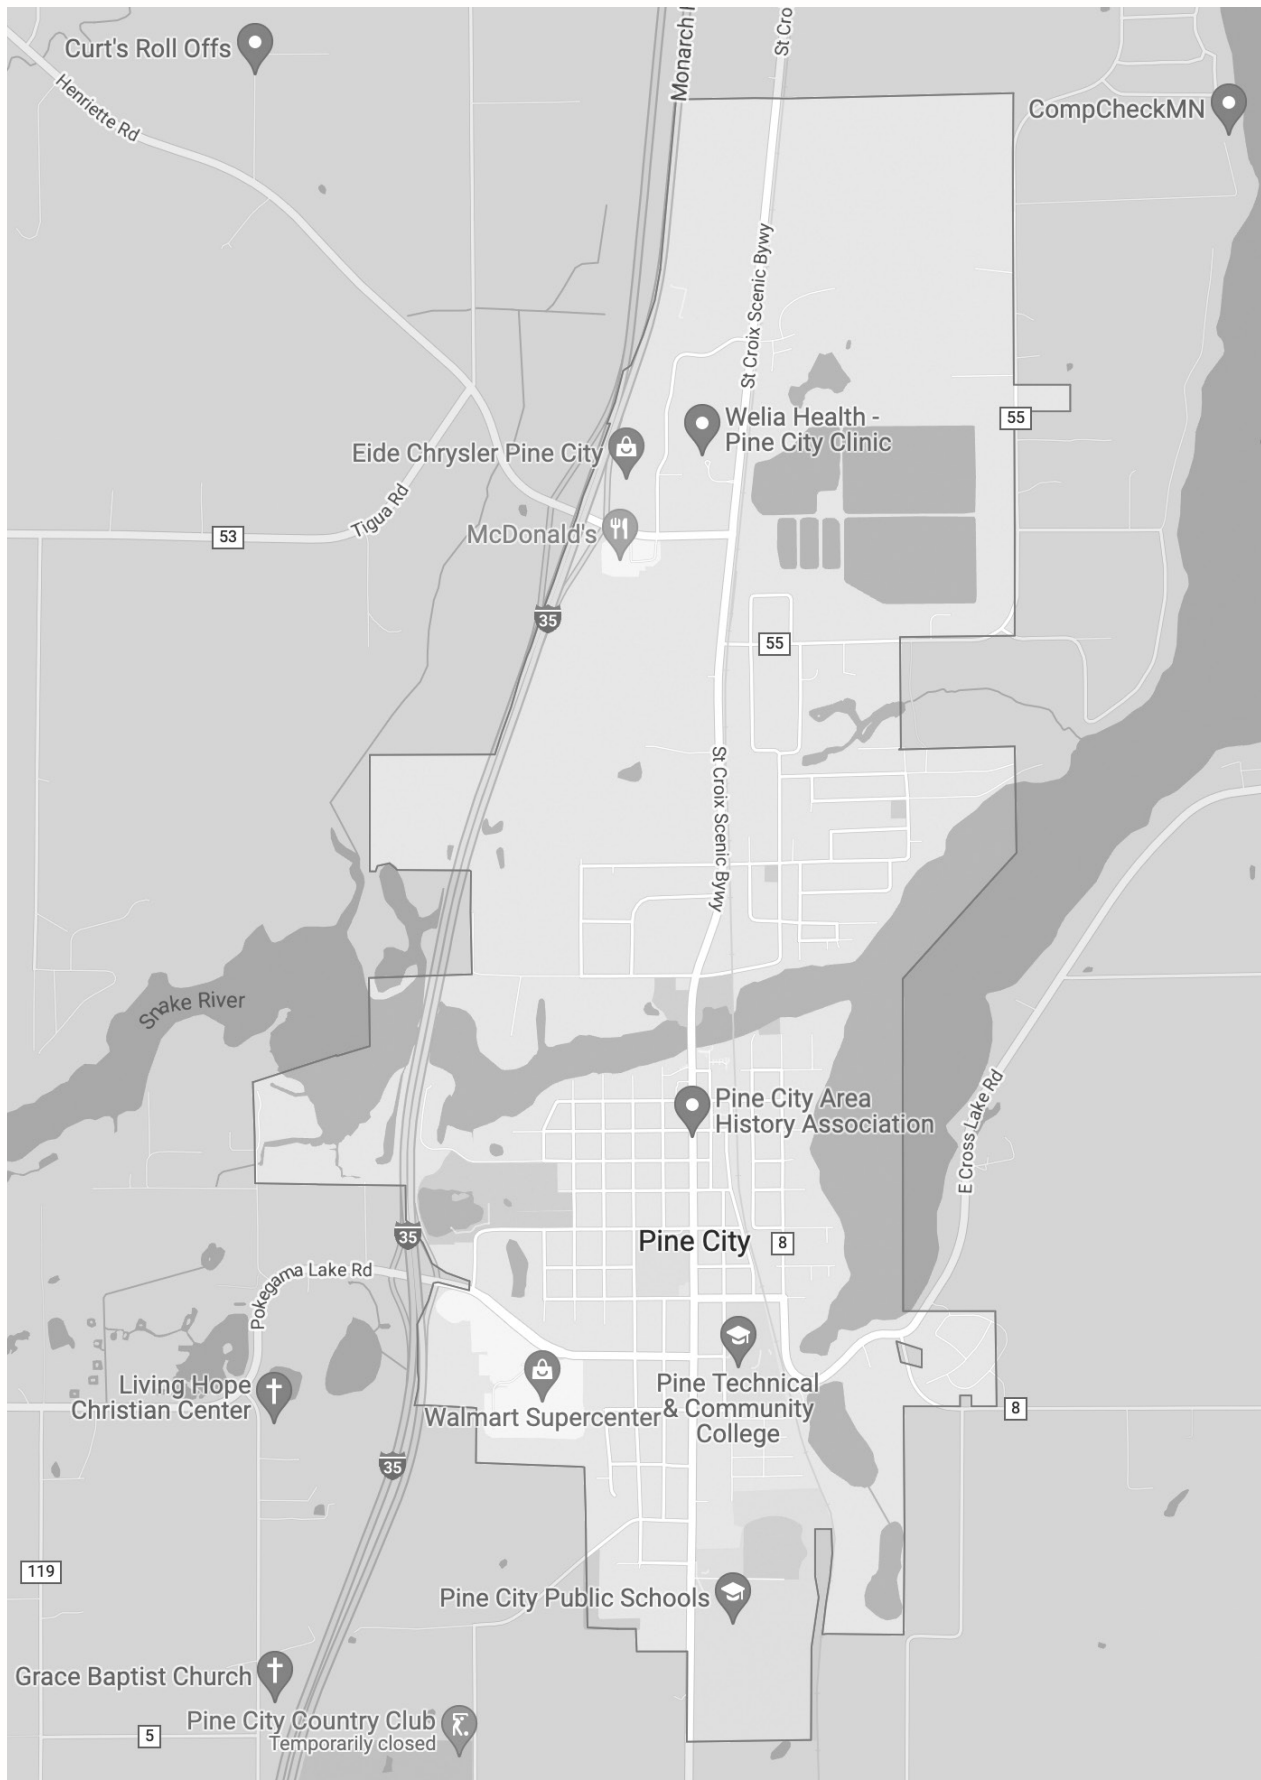 Monarch
St Cro
Curt's Roll Offs
Henriette Rd
CompCheckMN
St Croix Scenic Bywy
Welia Health -
Pine City Clinic
55
Eide Chrysler Pine City
Tigua Rd
53
McDonald's
35
55
St Croix Scenic Bywy
Snake River
Pine City Area
History Association
E Cross Lake Rd
35
Pine City
8
Pokegama Lake Rd
Living Hope
Christian Center
Walmart Supercenter
Pine Technical
& Community
College
8
35
119
Pine City Public Schools
Grace Baptist Church
Pine City Country Club
Temporarily closed
5